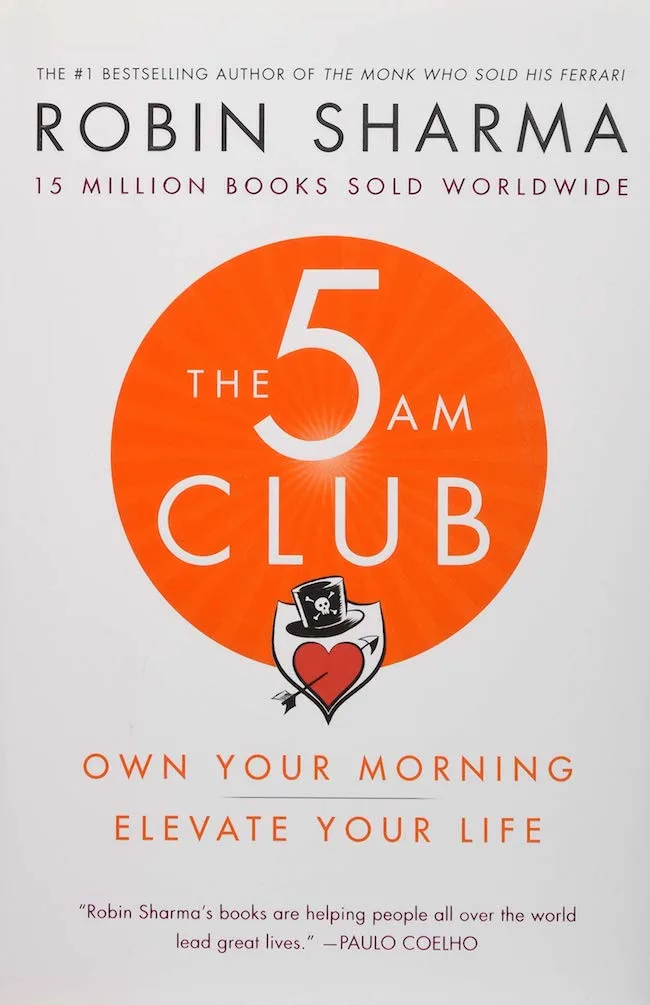 THE #1 BESTSELLING AUTHOR OF THE MONK WHO SOLD HIS FERRARI
ROBIN SHARMA
15 MILLION BOOKS SOLD WORLDWIDE
THE 5 AM
CLUB
OWN YOUR MORNING
ELEVATE YOUR LIFE
“Robin Sharma’s books are helping people all over the world
lead great lives.” —PAULO COELHO